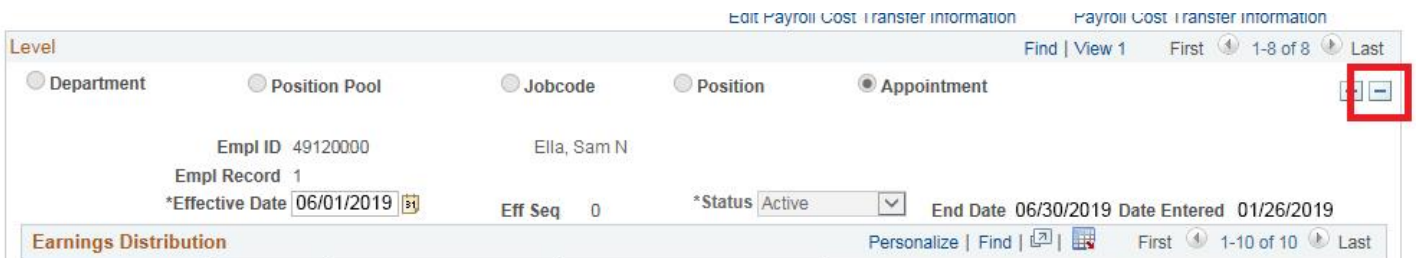 Edit Payroll Cost Transfer Information Payroll Cost Transfer Information
Level Find | View 1 First 1-8 of 8 Last
Department Position Pool Jobcode Position Appointment
Empl ID 49120000 Ella, Sam N
Empl Record 1
*Effective Date 06/01/2019 31 Eff Seq 0 *Status Active End Date 06/30/2019 Date Entered 01/26/2019
Earnings Distribution Personalize | Find | First 1-10 of 10 Last